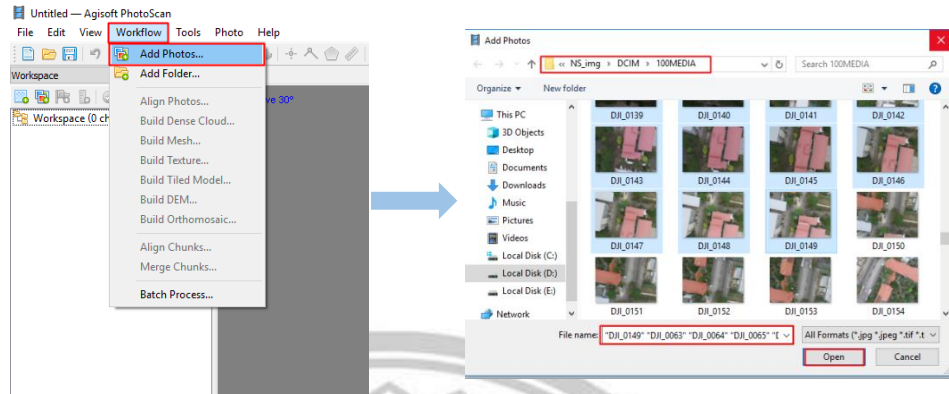 Untitled — Agisoft PhotoScan
File Edit View Workflow Tools Photo Help
Workspace
Workspace (0 ch
Add Photos...
Add Folder...
Align Photos...
Build Dense Cloud...
Build Mesh...
Build Texture...
Build Tiled Model...
Build DEM...
Build Orthomosaic...
Align Chunks...
Merge Chunks...
Batch Process...
ve 30°
Add Photos
« NS_img › DCIM › 100MEDIA
Search 100MEDIA
Organize New folder
This PC
3D Objects
Desktop
Documents
Downloads
Music
Pictures
Videos
Local Disk (C:)
Local Disk (D:)
Local Disk (E:)
Network
DJI_0139 DJI_0140 DJI_0141 DJI_0142
DJI_0143 DJI_0144 DJI_0145 DJI_0146
DJI_0147 DJI_0148 DJI_0149 DJI_0150
DJI_0151 DJI_0152 DJI_0153 DJI_0154
File name: "DJI_0149" "DJI_0063" "DJI_0064" "DJI_0065" "D
All Formats (*.jpg *.jpeg *.tif *.t
Open Cancel